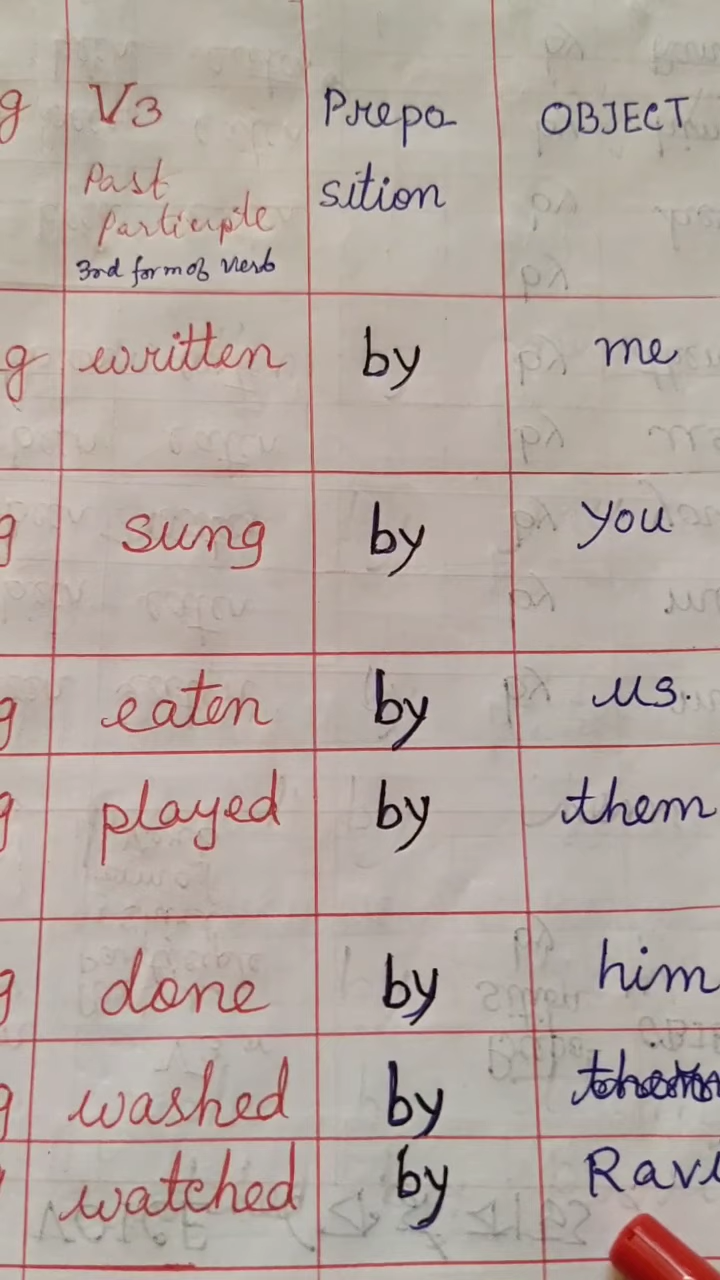 g V3 Prepo OBJECT
Past sition
Participle
3rd form of Verb
g written by me
g sung by you
g eaten by us.
g played by them
g done by him
g washed by
watched by Ravi